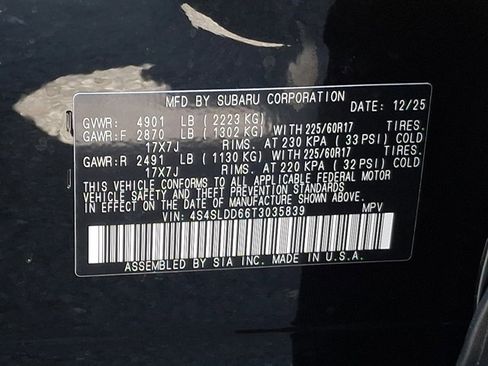 MFD BY SUBARU CORPORATION
DATE: 12/25
GVWR: 4901 LB (2223 KG)
GAWR:F 2870 LB (1302 KG) WITH 225/60R17 TIRES.
17X7J RIMS. AT 230 KPA ( 33 PSI) COLD
GAWR:R 2491 LB (1130 KG) WITH 225/60R17 TIRES.
17X7J RIMS. AT 220 KPA ( 32 PSI) COLD
THIS VEHICLE CONFORMS TO ALL APPLICABLE FEDERAL MOTOR
VEHICLE SAFETY AND THEFT PREVENTION STANDARDS
IN EFFECT ON THE DATE OF MANUFACTURE SHOWN ABOVE.
VIN: 4S4SLDD66T3035839 MPV
ASSEMBLED BY SIA INC. MADE IN U.S.A.